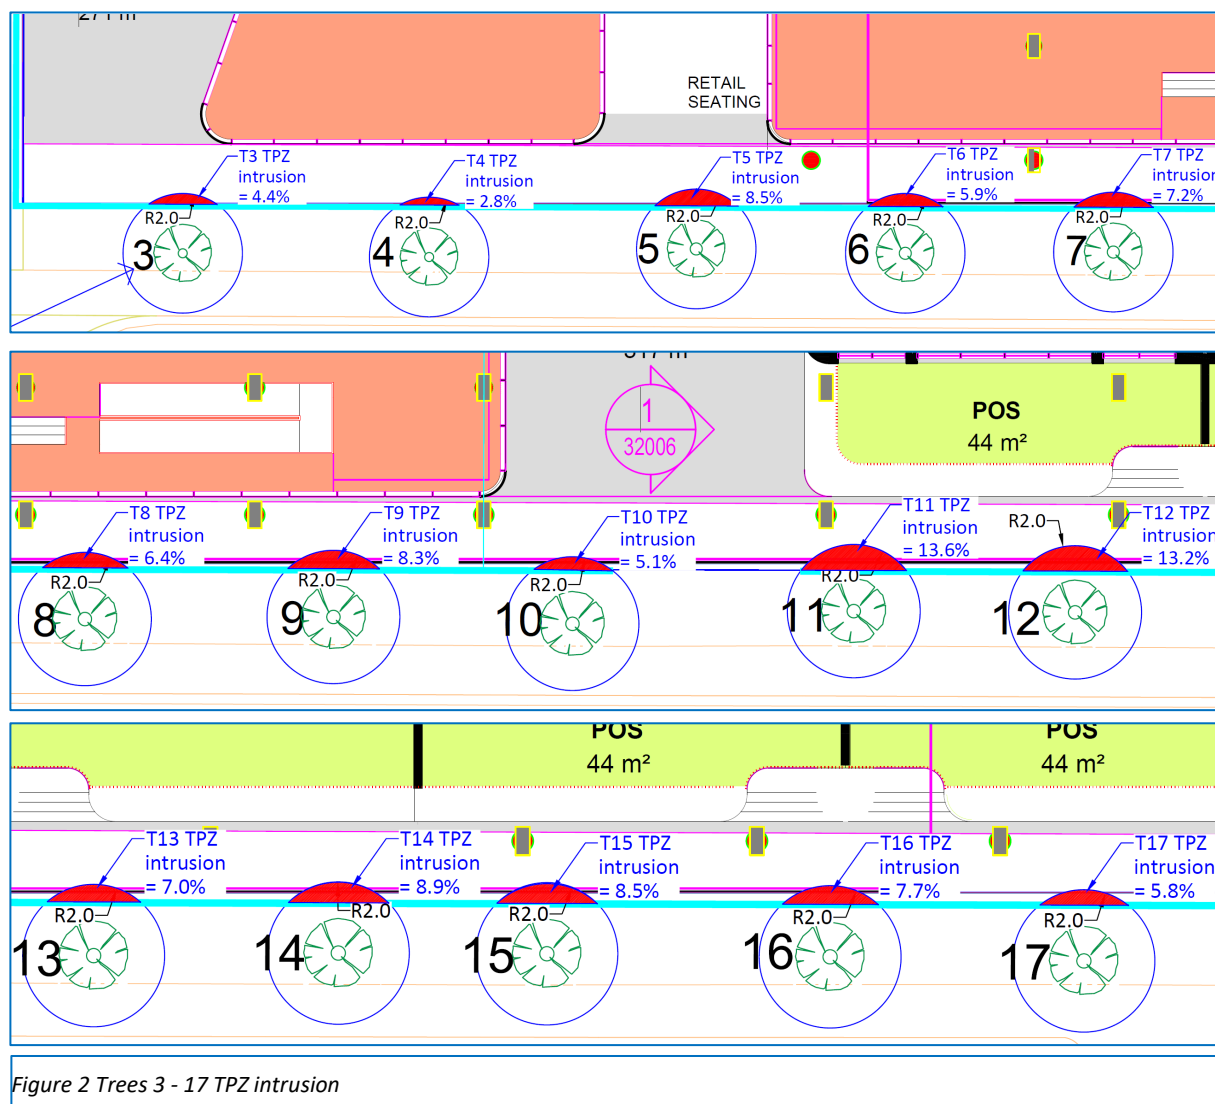 RETAIL
SEATING
T3 TPZ
intrusion
= 4.4%
T4 TPZ
intrusion
= 2.8%
T5 TPZ
intrusion
= 8.5%
T6 TPZ
intrusion
= 5.9%
T7 TPZ
intrusion
= 7.2%
R2.0
R2.0
R2.0
R2.0
R2.0
3
4
5
6
7
1
32006
POS
44 m²
T8 TPZ
intrusion
= 6.4%
T9 TPZ
intrusion
= 8.3%
T10 TPZ
intrusion
= 5.1%
T11 TPZ
intrusion
= 13.6%
R2.0
T12 TPZ
intrusion
= 13.2%
R2.0
R2.0
R2.0
R2.0
8
9
10
11
12
POS
44 m²
POS
44 m²
T13 TPZ
intrusion
= 7.0%
T14 TPZ
intrusion
= 8.9%
T15 TPZ
intrusion
= 8.5%
T16 TPZ
intrusion
= 7.7%
T17 TPZ
intrusion
= 5.8%
R2.0
R2.0
R2.0
R2.0
R2.0
13
14
15
16
17
Figure 2 Trees 3 - 17 TPZ intrusion